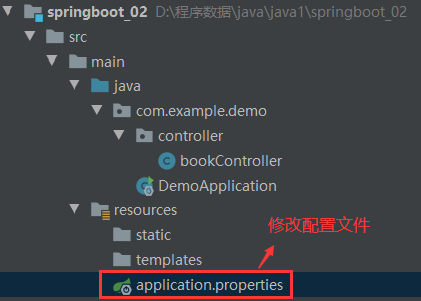 springboot_02 D:\程序数据\java\java1\springboot_02
src
main
java
com.example.demo
controller
bookController
DemoApplication
resources
修改配置文件
static
templates
application.properties